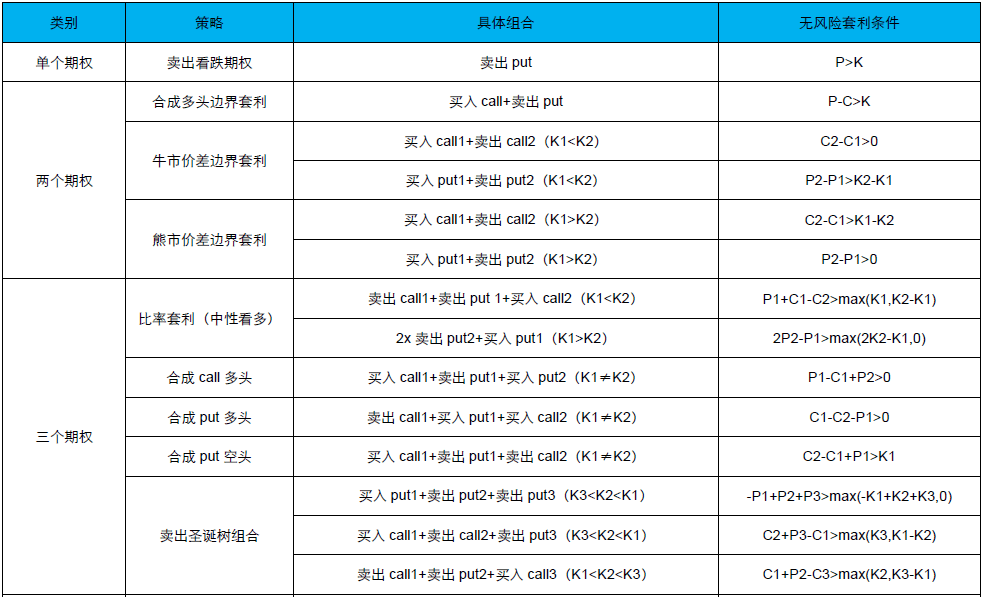 类别 策略 具体组合 无风险套利条件
单个期权 卖出看跌期权 卖出 put P>K
两个期权 合成多头边界套利 买入 call+卖出 put P-C>K
牛市价差边界套利 买入 call1+卖出 call2（K1<K2） C2-C1>0
买入 put1+卖出 put2（K1<K2） P2-P1>K2-K1
熊市价差边界套利 买入 call1+卖出 call2（K1>K2） C2-C1>K1-K2
买入 put1+卖出 put2（K1>K2） P2-P1>0
三个期权 比率套利（中性看多） 卖出 call1+卖出 put 1+买入 call2（K1<K2） P1+C1-C2>max(K1,K2-K1)
2x 卖出 put2+买入 put1（K1>K2） 2P2-P1>max(2K2-K1,0)
合成 call 多头 买入 call1+卖出 put1+买入 put2（K1≠K2） P1-C1+P2>0
合成 put 多头 卖出 call1+买入 put1+买入 call2（K1≠K2） C1-C2-P1>0
合成 put 空头 买入 call1+卖出 put1+卖出 call2（K1≠K2） C2-C1+P1>K1
卖出圣诞树组合 买入 put1+卖出 put2+卖出 put3（K3<K2<K1） -P1+P2+P3>max(-K1+K2+K3,0)
买入 call1+卖出 call2+卖出 put3（K3<K2<K1） C2+P3-C1>max(K3,K1-K2)
卖出 call1+卖出 put2+买入 call3（K1<K2<K3） C1+P2-C3>max(K2,K3-K1)